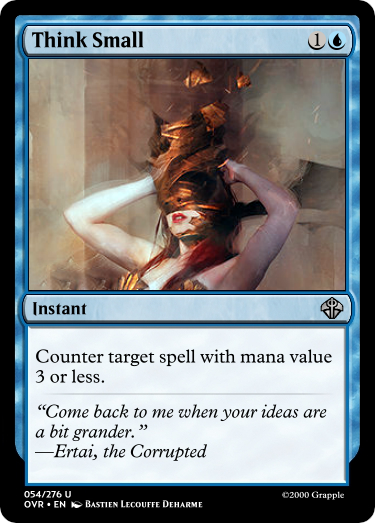 Think Small 1
Instant
Counter target spell with mana value
3 or less.
“Come back to me when your ideas are
a bit grander.”
—Ertai, the Corrupted
054/276 U
OVR • EN Bastien Lecouffe Deharme
©2000 Grapple